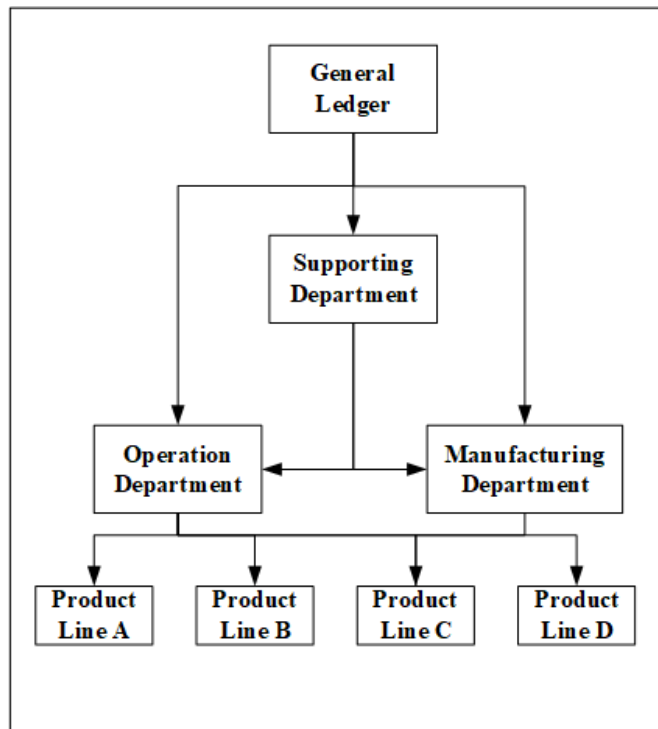 General
Ledger
Supporting
Department
Operation
Department
Manufacturing
Department
Product
Line A
Product
Line B
Product
Line C
Product
Line D